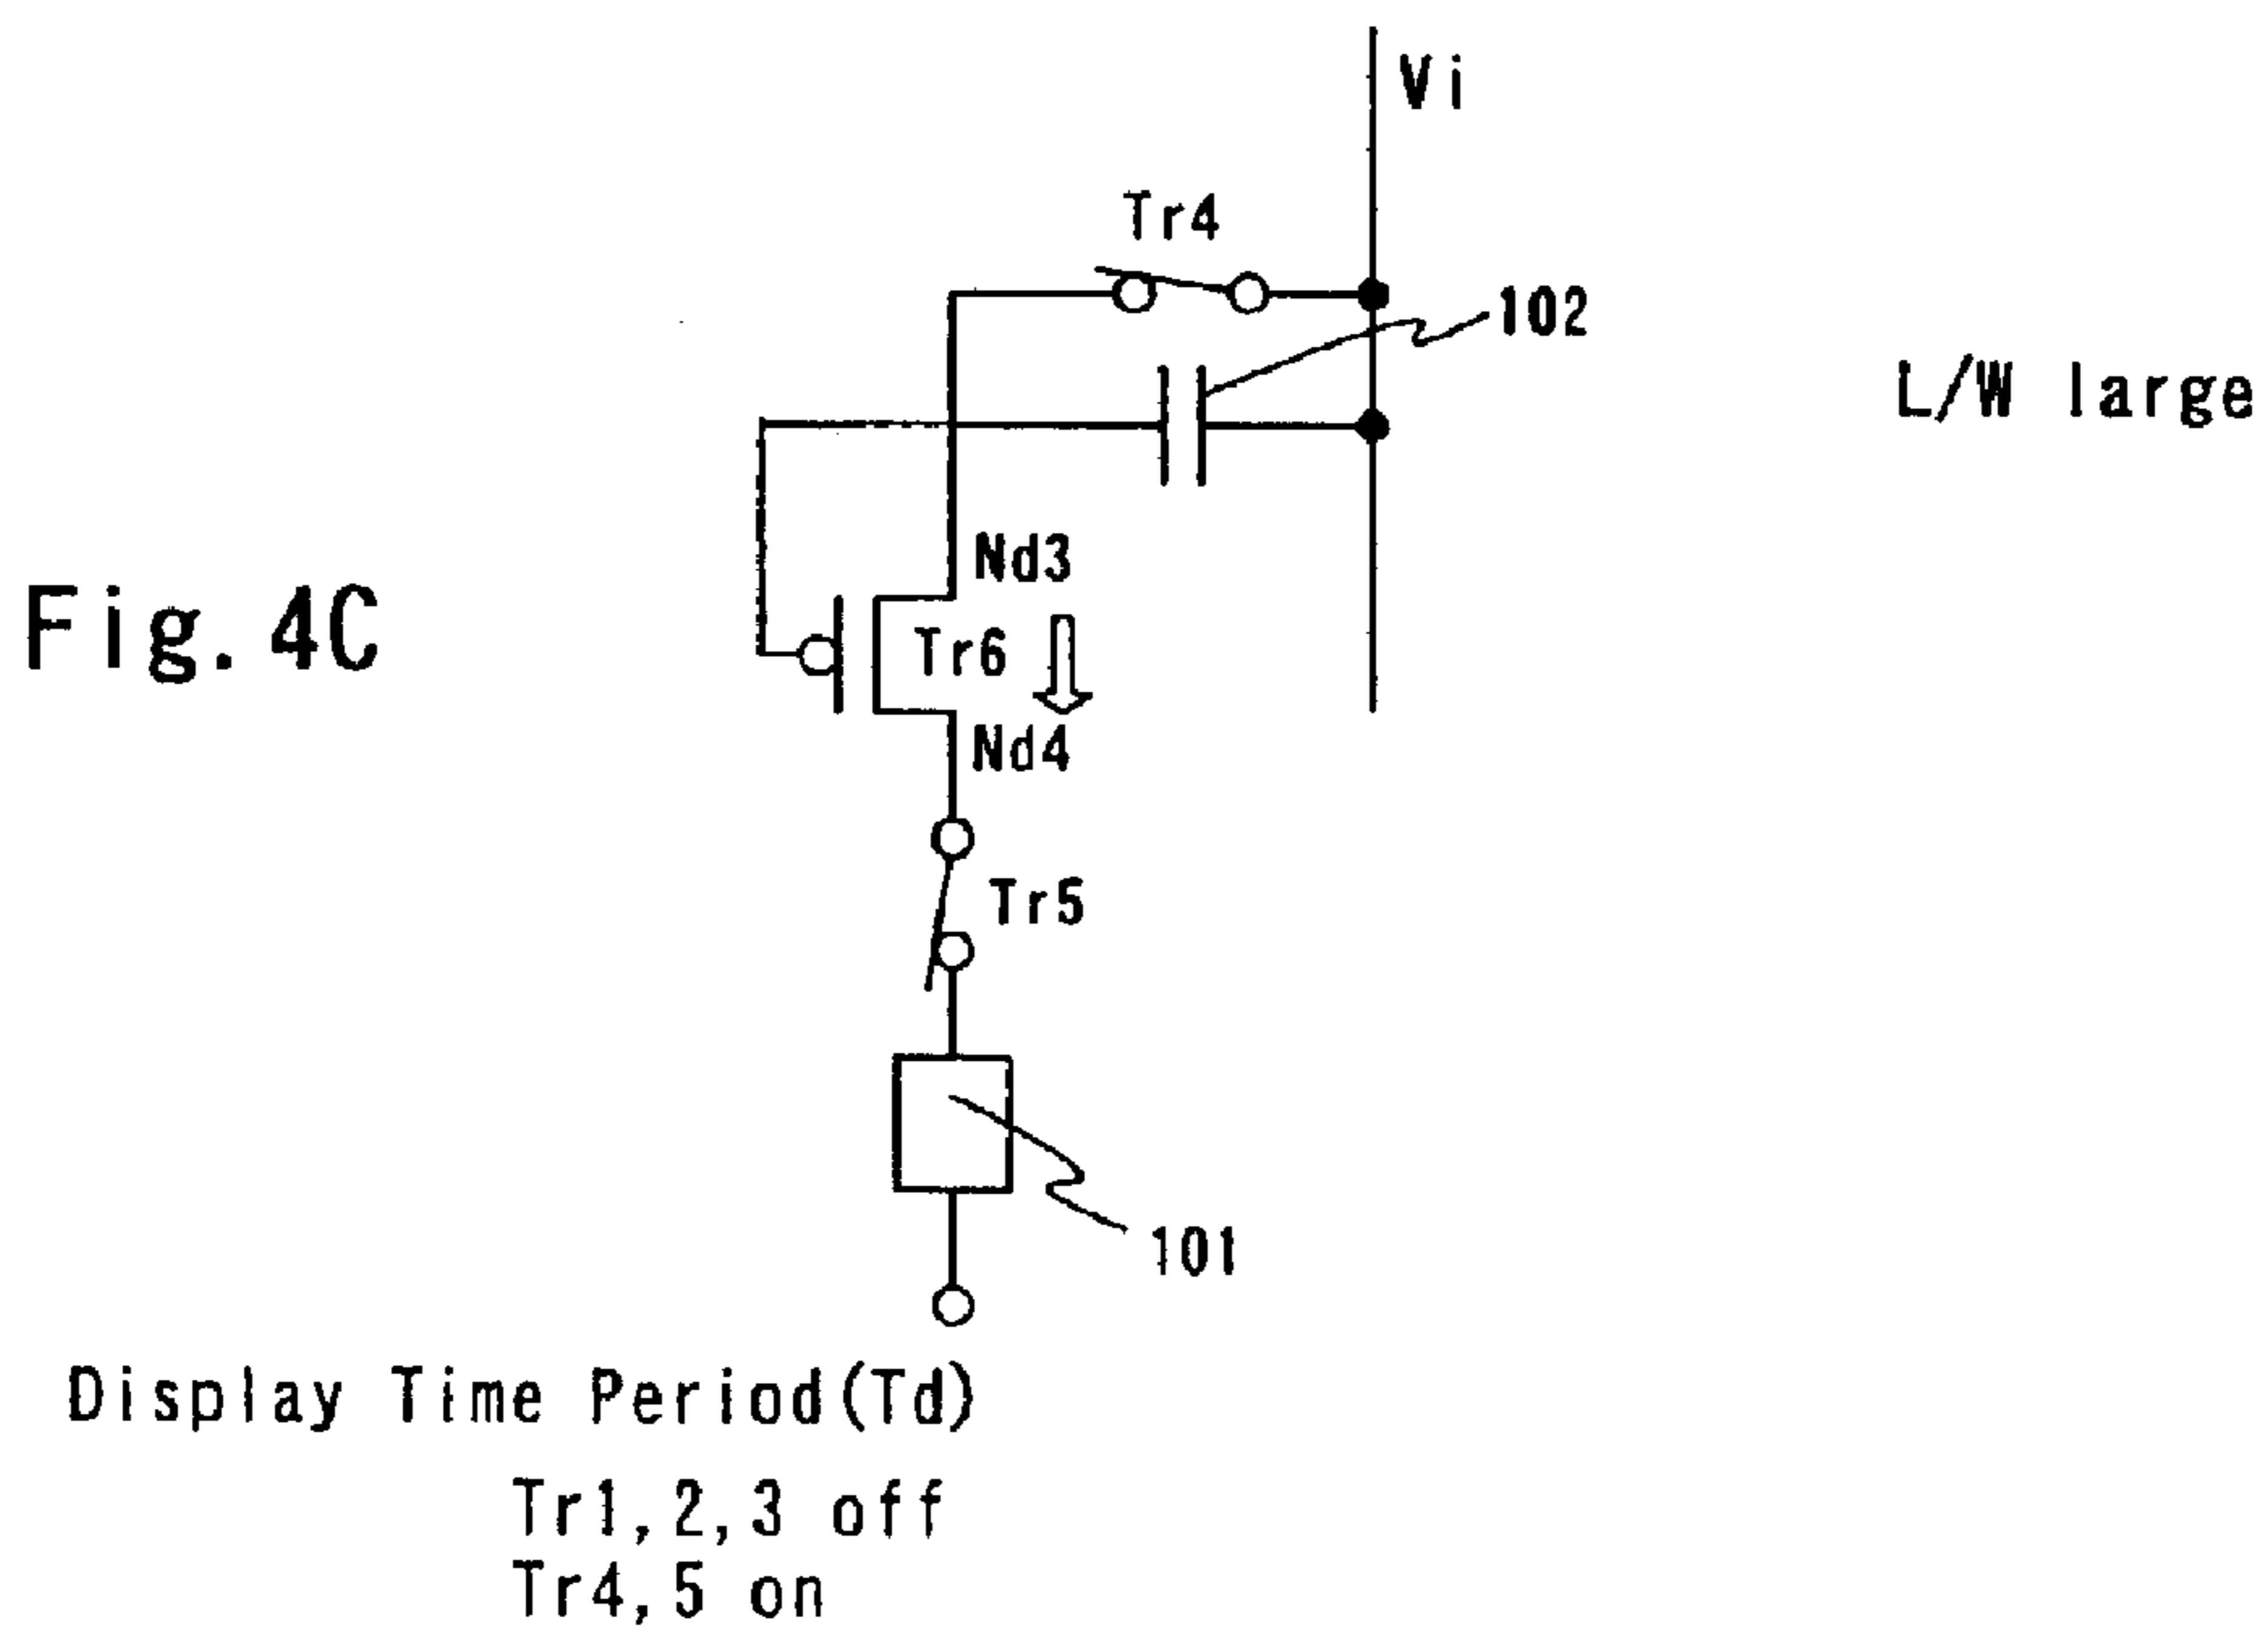 Vi
Tr4
102
L/W large
Nd3
Fig. 4C
Tr6
Nd4
Tr5
101
Display Time Period(Td)
Tr1,2,3 off
Tr4,5 on